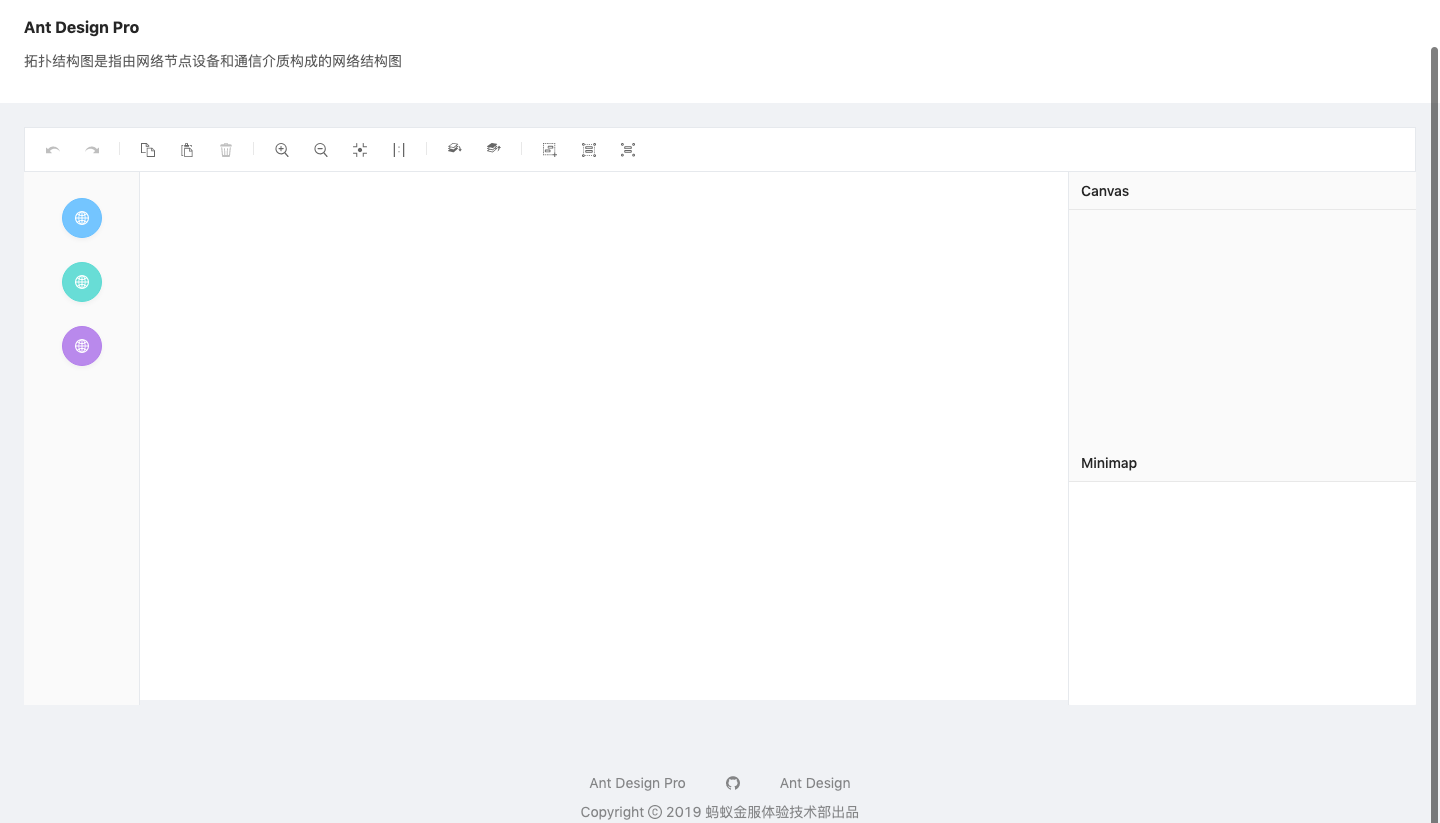 Ant Design Pro
拓扑结构图是指由网络节点设备和通信介质构成的网络结构图
Canvas
Minimap
Ant Design Pro Ant Design
Copyright © 2019 蚂蚁金服体验技术部出品